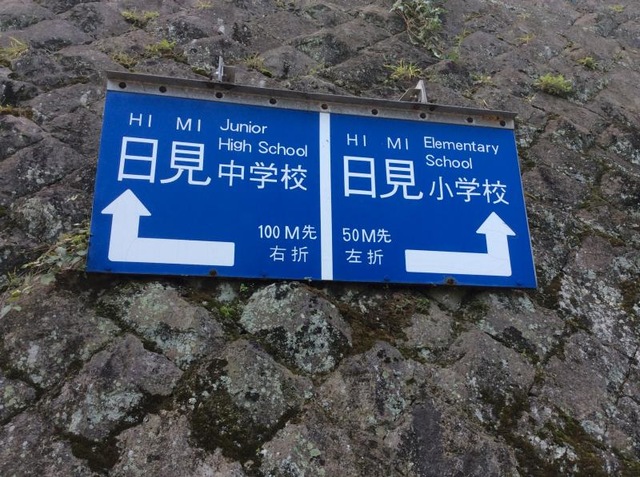 HI MI Junior High School
日見中学校
100M先
右折
HI MI Elementary School
日見小学校
50M先
左折